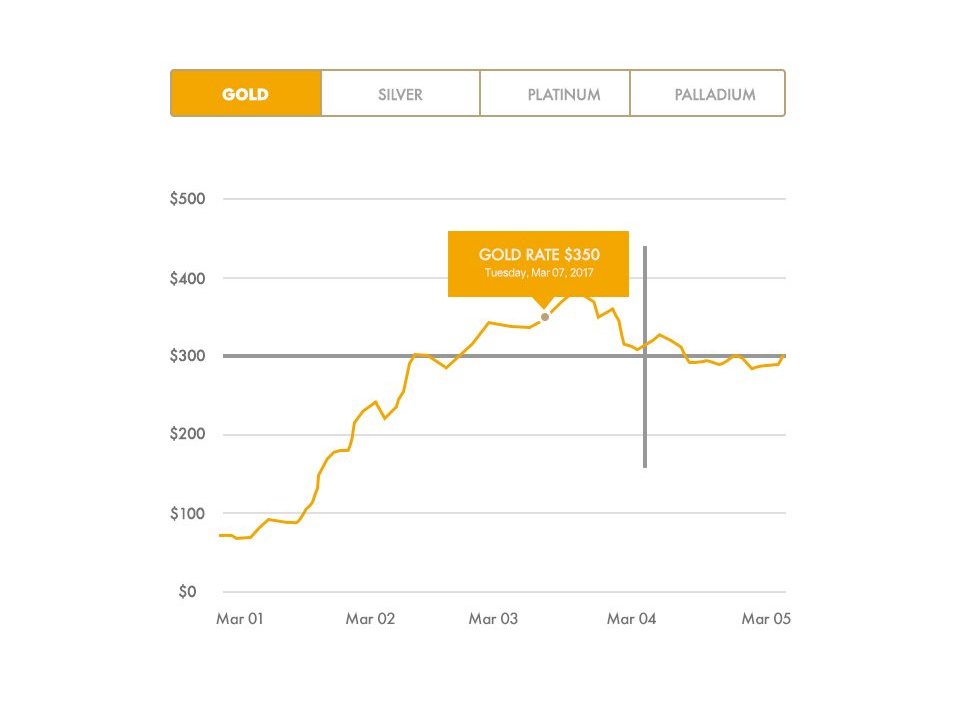 GOLD
SILVER
PLATINUM
PALLADIUM
$500
GOLD RATE $350
Tuesday, Mar 07, 2017
$400
$300
$200
$100
$0
Mar 01
Mar 02
Mar 03
Mar 04
Mar 05